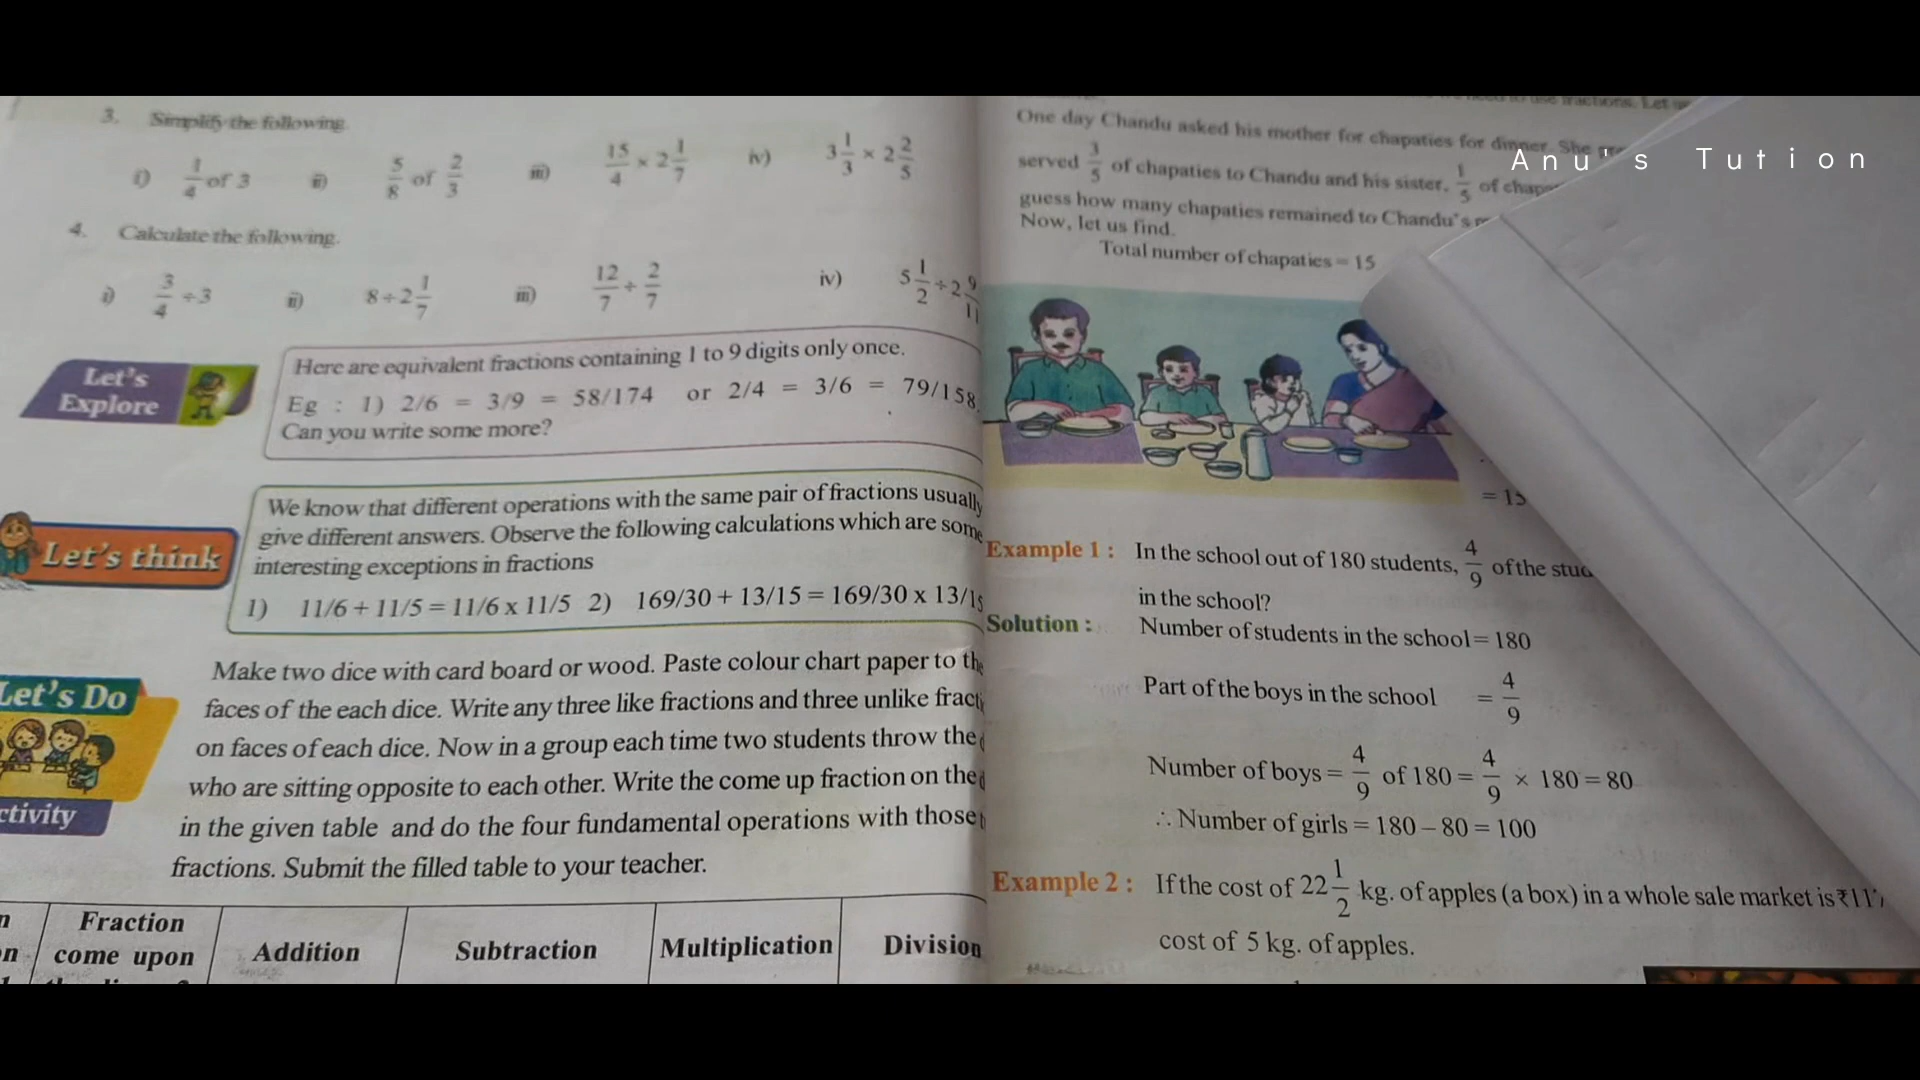 Anu's Tution
3. Simplify the following.
i) 1/4 of 3 ii) 5/8 of 2/3 iii) 15/4 × 2 1/7 iv) 3 1/3 × 2 2/5
4. Calculate the following.
i) 3/4 ÷ 3 ii) 8 ÷ 2 1/7 iii) 12/7 ÷ 2/7 iv) 5 1/2 ÷ 2 9/11
Let's
Explore
Here are equivalent fractions containing 1 to 9 digits only once.
Eg : 1) 2/6 = 3/9 = 58/174 or 2/4 = 3/6 = 79/158.
Can you write some more?
Let's think
We know that different operations with the same pair of fractions usually
give different answers. Observe the following calculations which are some
interesting exceptions in fractions
1) 11/6 + 11/5 = 11/6 x 11/5 2) 169/30 + 13/15 = 169/30 x 13/15
Let's Do
ctivity
Make two dice with card board or wood. Paste colour chart paper to the
faces of the each dice. Write any three like fractions and three unlike fracti
on faces of each dice. Now in a group each time two students throw the
who are sitting opposite to each other. Write the come up fraction on the
in the given table and do the four fundamental operations with those
fractions. Submit the filled table to your teacher.
Fraction
come upon
Addition Subtraction Multiplication Division
fractions. Let
One day Chandu asked his mother for chapaties for dinner. She
served 3/5 of chapaties to Chandu and his sister, 1/5 of chap
guess how many chapaties remained to Chandu's
Now, let us find.
Total number of chapaties = 15
= 15
Example 1 : In the school out of 180 students, 4/9 of the stud
in the school?
Solution : Number of students in the school = 180
Part of the boys in the school = 4/9
Number of boys = 4/9 of 180 = 4/9 × 180 = 80
∴ Number of girls = 180 – 80 = 100
Example 2 : If the cost of 22 1/2 kg. of apples (a box) in a whole sale market is ₹11
cost of 5 kg. of apples.